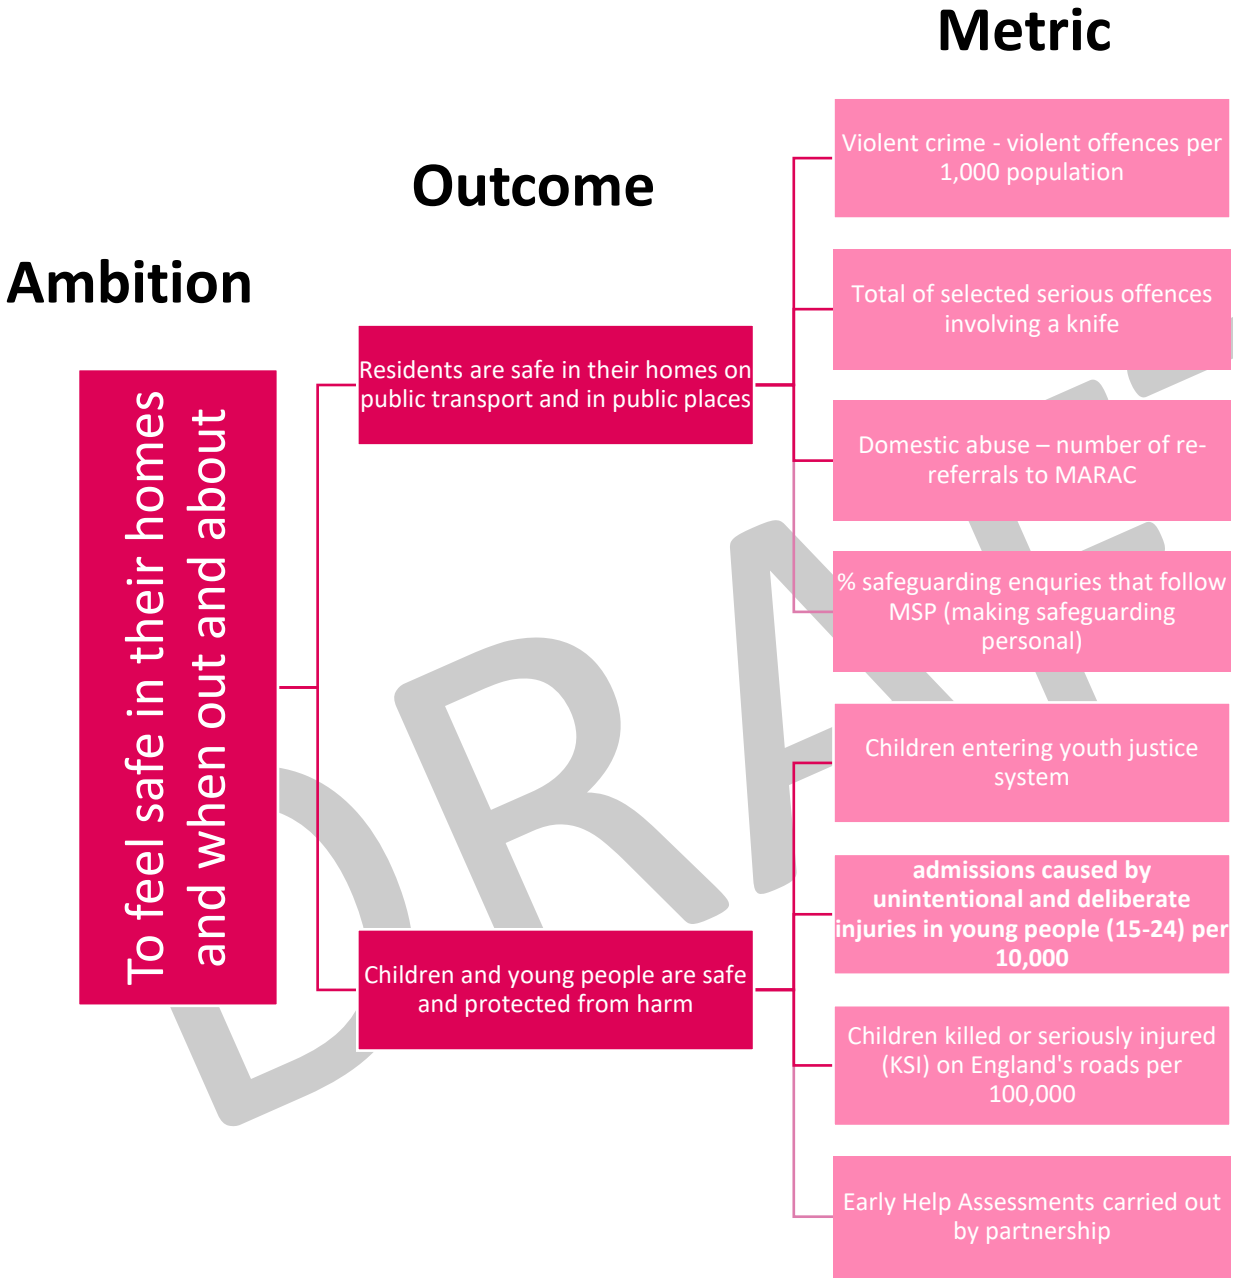 Metric
Outcome
Ambition
To feel safe in their homes
and when out and about
Residents are safe in their homes on
public transport and in public places
Violent crime - violent offences per
1,000 population
Total of selected serious offences
involving a knife
Domestic abuse – number of re-
referrals to MARAC
% safeguarding enquries that follow
MSP (making safeguarding
personal)
Children and young people are safe
and protected from harm
Children entering youth justice
system
admissions caused by
unintentional and deliberate
injuries in young people (15-24) per
10,000
Children killed or seriously injured
(KSI) on England's roads per
100,000
Early Help Assessments carried out
by partnership
DRAFT